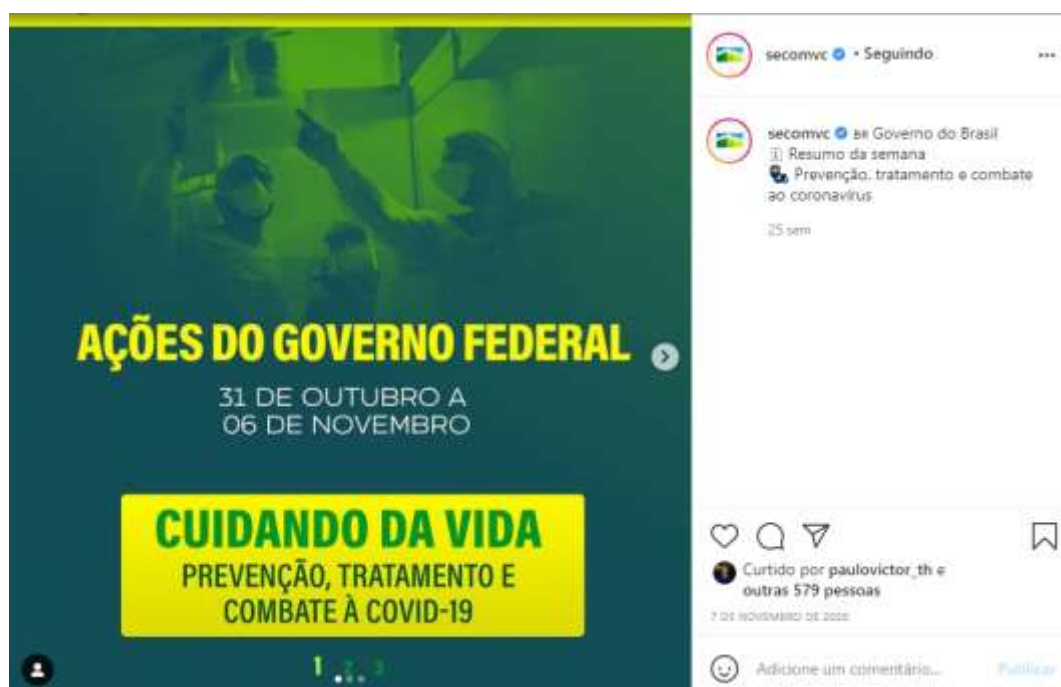 AÇÕES DO GOVERNO FEDERAL
31 DE OUTUBRO A
06 DE NOVEMBRO
CUIDANDO DA VIDA
PREVENÇÃO, TRATAMENTO E
COMBATE À COVID-19
1 2 3
secomvc • Seguindo
secomvc BR Governo do Brasil
Resumo da semana
Prevenção, tratamento e combate
ao coronavírus
25 sem
Curtido por paulovictor_th e
outras 579 pessoas
7 DE NOVEMBRO DE 2020
Adicione um comentário...
Publicar